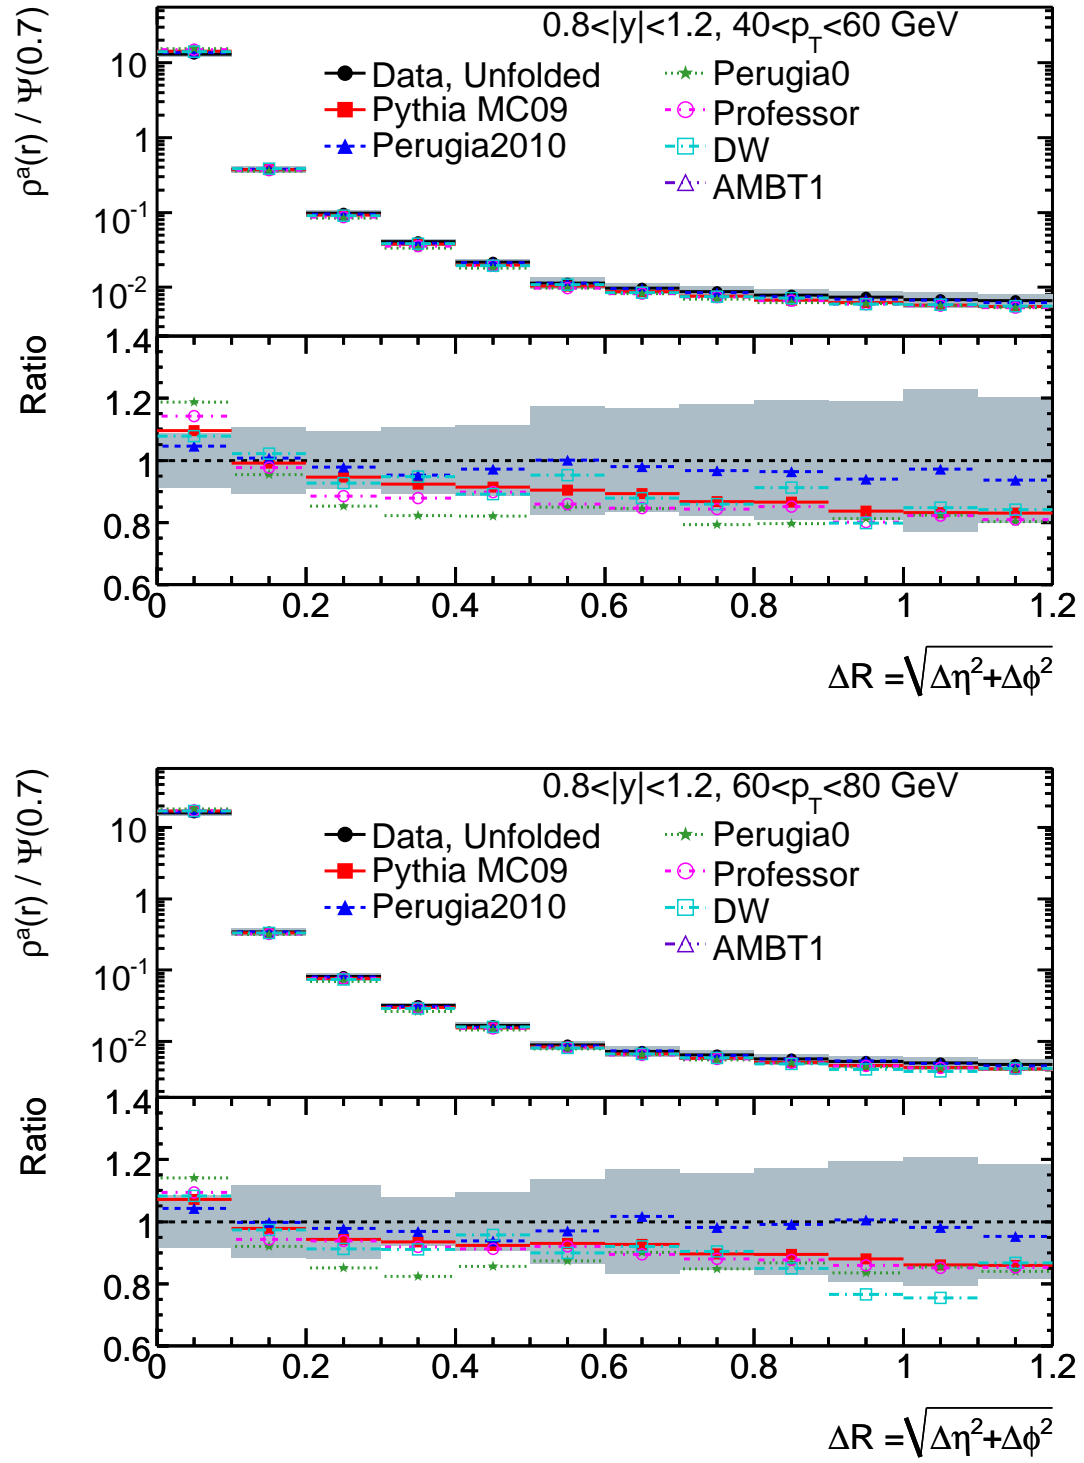 0.8<|y|<1.2, 40<p_T<60 GeV
ρ^a(r) / Ψ(0.7)
10
1
10^-1
10^-2
Data, Unfolded
Pythia MC09
Perugia2010
Perugia0
Professor
DW
AMBT1
Ratio
1.4
1.2
1
0.8
0.6
0 0.2 0.4 0.6 0.8 1 1.2
ΔR = √Δη²+Δϕ²
0.8<|y|<1.2, 60<p_T<80 GeV
ρ^a(r) / Ψ(0.7)
10
1
10^-1
10^-2
Data, Unfolded
Pythia MC09
Perugia2010
Perugia0
Professor
DW
AMBT1
Ratio
1.4
1.2
1
0.8
0.6
0 0.2 0.4 0.6 0.8 1 1.2
ΔR = √Δη²+Δϕ²